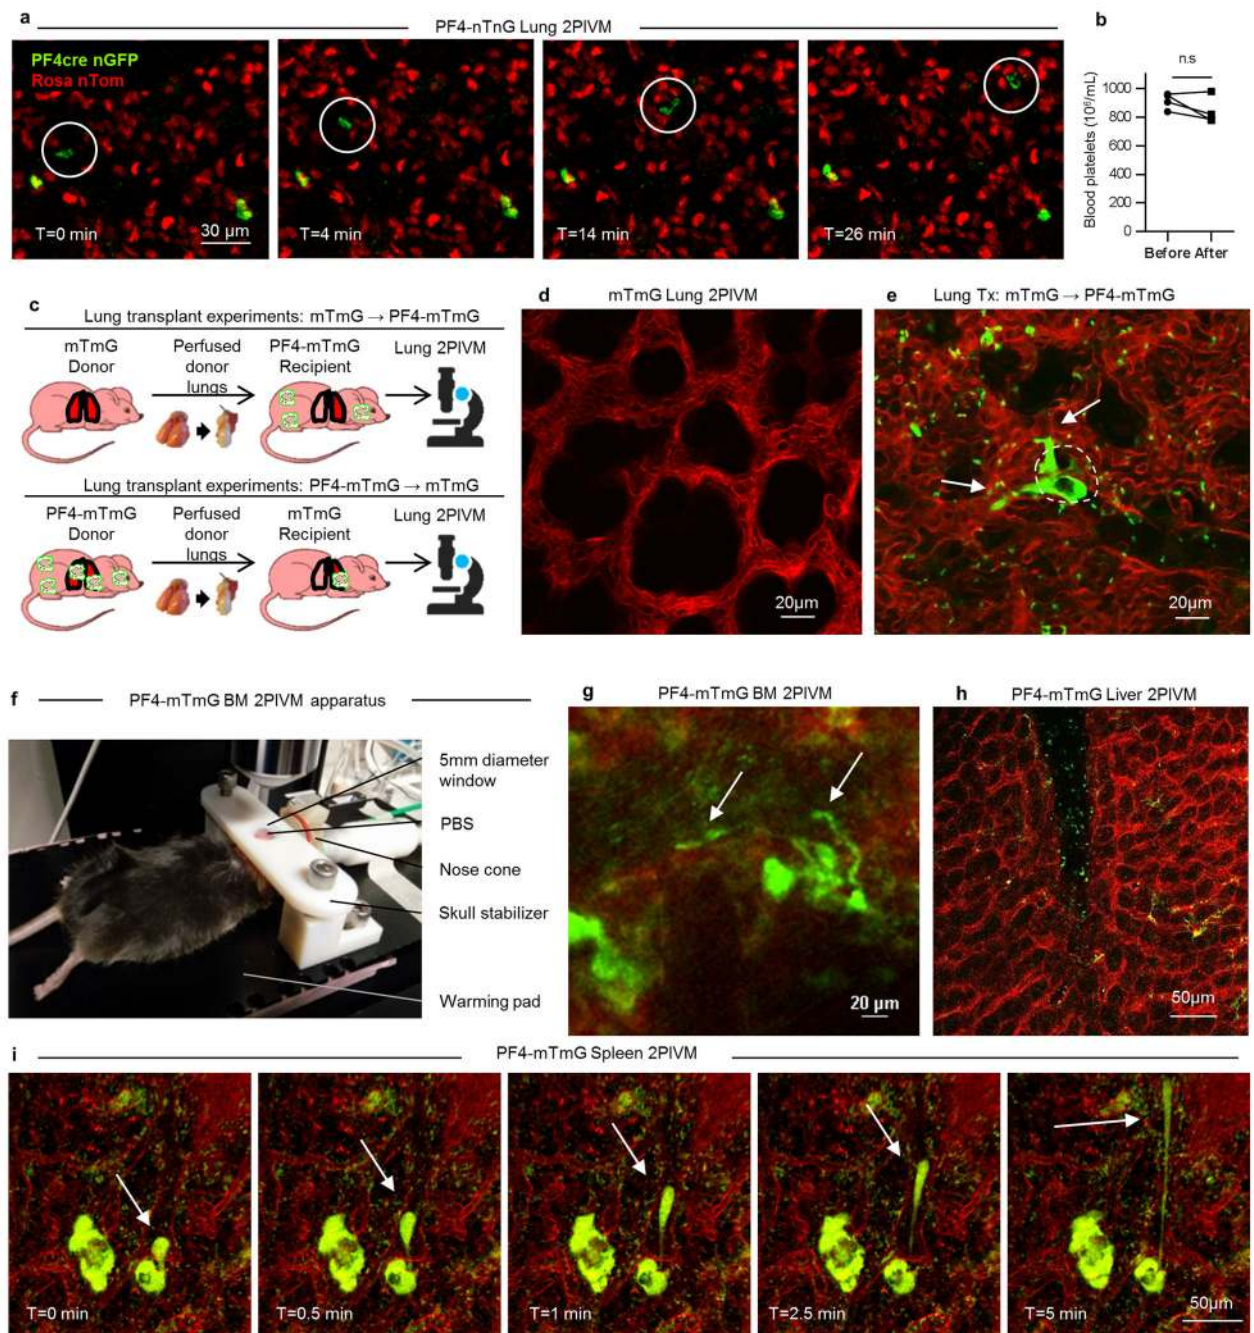 a
PF4-nTnG Lung 2PIVM
PF4cre nGFP
Rosa nTom
T=0 min
30 µm
T=4 min
T=14 min
T=26 min
b
n.s
Blood platelets (10⁶/mL)
1000
800
600
400
200
0
Before After
c
Lung transplant experiments: mTmG → PF4-mTmG
mTmG
Donor
Perfused
donor
lungs
PF4-mTmG
Recipient
Lung 2PIVM
Lung transplant experiments: PF4-mTmG → mTmG
PF4-mTmG
Donor
Perfused
donor
lungs
mTmG
Recipient
Lung 2PIVM
d
mTmG Lung 2PIVM
20µm
e
Lung Tx: mTmG → PF4-mTmG
20µm
f
PF4-mTmG BM 2PIVM apparatus
5mm diameter
window
PBS
Nose cone
Skull stabilizer
Warming pad
g
PF4-mTmG BM 2PIVM
20 µm
h
PF4-mTmG Liver 2PIVM
50µm
i
PF4-mTmG Spleen 2PIVM
T=0 min
T=0.5 min
T=1 min
T=2.5 min
T=5 min
50µm